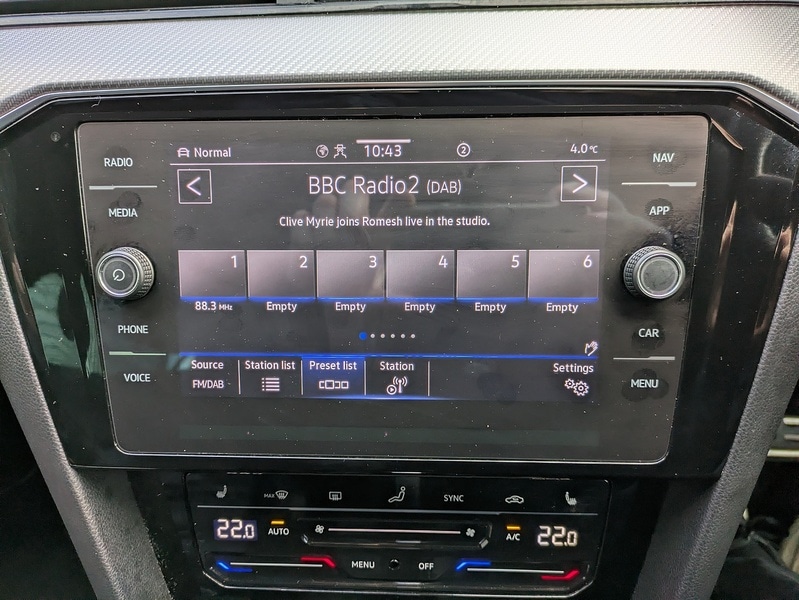 RADIO
MEDIA
PHONE
VOICE
Normal
10:43
2
4.0°C
BBC Radio2 (DAB)
Clive Myrie joins Romesh live in the studio.
1 2 3 4 5 6
88.3 MHz Empty Empty Empty Empty Empty
Source Station list Preset list Station Settings
FM/DAB
NAV
APP
CAR
MENU
MAX SYNC
22.0 AUTO A/C 22.0
MENU OFF